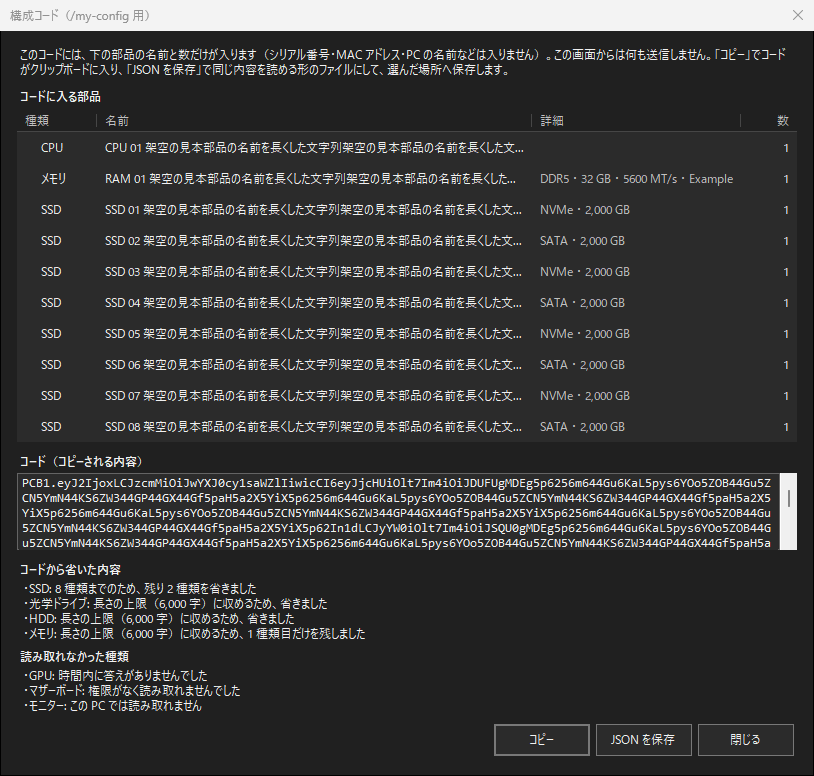 構成コード（/my-config 用）
このコードには、下の部品の名前と数だけが入ります（シリアル番号・MAC アドレス・PC の名前などは入りません）。この画面からは何も送信しません。「コピー」でコード
がクリップボードに入り、「JSON を保存」で同じ内容を読める形のファイルにして、選んだ場所へ保存します。
コードに入る部品
種類 名前 詳細 数
CPU CPU 01 架空の見本部品の名前を長くした文字列架空の見本部品の名前を長くした文... 1
メモリ RAM 01 架空の見本部品の名前を長くした文字列架空の見本部品の名前を長くした... DDR5・32 GB・5600 MT/s・Example 1
SSD SSD 01 架空の見本部品の名前を長くした文字列架空の見本部品の名前を長くした文... NVMe・2,000 GB 1
SSD SSD 02 架空の見本部品の名前を長くした文字列架空の見本部品の名前を長くした文... SATA・2,000 GB 1
SSD SSD 03 架空の見本部品の名前を長くした文字列架空の見本部品の名前を長くした文... NVMe・2,000 GB 1
SSD SSD 04 架空の見本部品の名前を長くした文字列架空の見本部品の名前を長くした文... SATA・2,000 GB 1
SSD SSD 05 架空の見本部品の名前を長くした文字列架空の見本部品の名前を長くした文... NVMe・2,000 GB 1
SSD SSD 06 架空の見本部品の名前を長くした文字列架空の見本部品の名前を長くした文... SATA・2,000 GB 1
SSD SSD 07 架空の見本部品の名前を長くした文字列架空の見本部品の名前を長くした文... NVMe・2,000 GB 1
SSD SSD 08 架空の見本部品の名前を長くした文字列架空の見本部品の名前を長くした文... SATA・2,000 GB 1
コード（コピーされる内容）
PCB1.eyJ2IjoxLCJzcmMiOiJwYXJ0cy1saWZlIiwicCI6eyJjcHUiOlt7Im4iOiJDUFUgMDEg5p6256m644Gu6KaL5pys6YOo5ZOB44Gu5Z
CN5YmN44KS6ZW344GP44GX44Gf5paH5a2X5YiX5p6256m644Gu6KaL5pys6YOo5ZOB44Gu5ZCN5YmN44KS6ZW344GP44GX44Gf5paH5a2X5
YiX5p6256m644Gu6KaL5pys6YOo5ZOB44Gu5ZCN5YmN44KS6ZW344GP44GX44Gf5paH5a2X5YiX5p6256m644Gu6KaL5pys6YOo5ZOB44Gu
5ZCN5YmN44KS6ZW344GP44GX44Gf5paH5a2X5YiX5p62In1dLCJyYW0iOlt7Im4iOiJSQU0gMDEg5p6256m644Gu6KaL5pys6YOo5ZOB44G
u5ZCN5YmN44KS6ZW344GP44GX44Gf5paH5a2X5YiX5p6256m644Gu6KaL5pys6YOo5ZOB44Gu5ZCN5YmN44KS6ZW344GP44GX44Gf5paH5a
コードから省いた内容
・SSD: 8 種類までのため、残り 2 種類を省きました
・光学ドライブ: 長さの上限（6,000 字）に収めるため、省きました
・HDD: 長さの上限（6,000 字）に収めるため、省きました
・メモリ: 長さの上限（6,000 字）に収めるため、1 種類目だけを残しました
読み取れなかった種類
・GPU: 時間内に答えがありませんでした
・マザーボード: 権限がなく読み取れませんでした
・モニター: この PC では読み取れません
コピー JSON を保存 閉じる